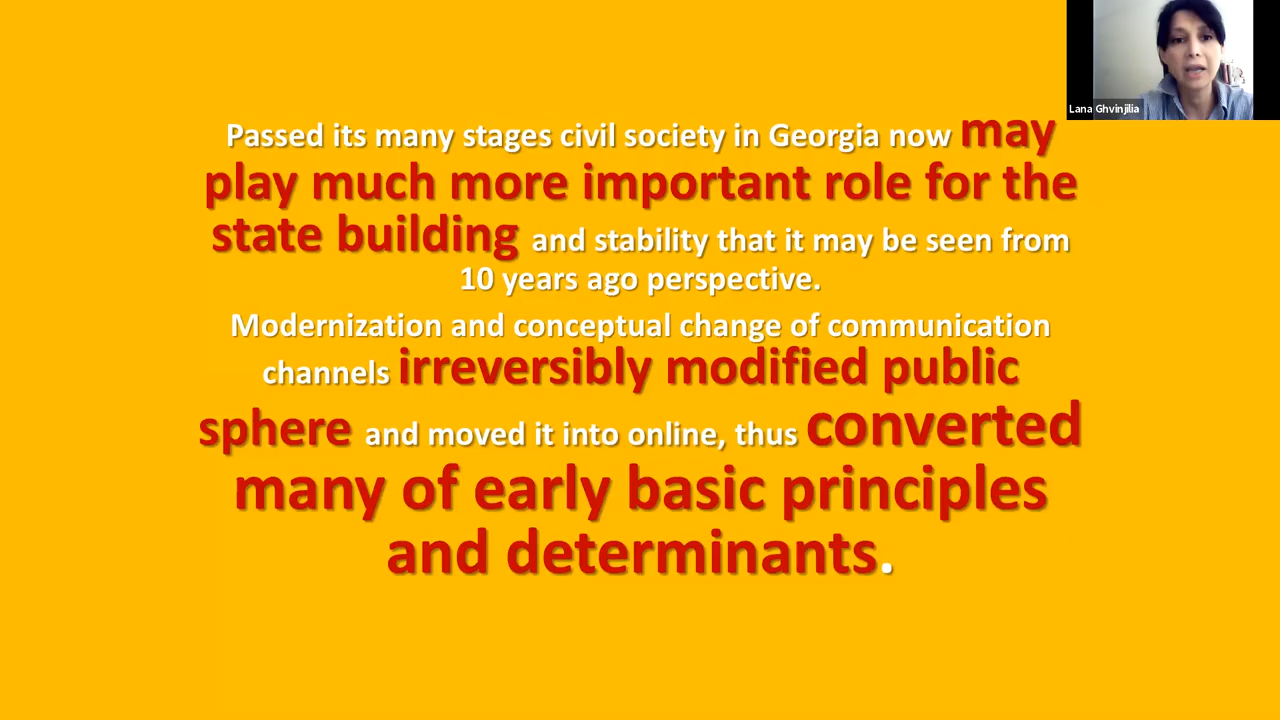 Lana Ghvinjilia
Passed its many stages civil society in Georgia now may
play much more important role for the
state building and stability that it may be seen from
10 years ago perspective.
Modernization and conceptual change of communication
channels irreversibly modified public
sphere and moved it into online, thus converted
many of early basic principles
and determinants.